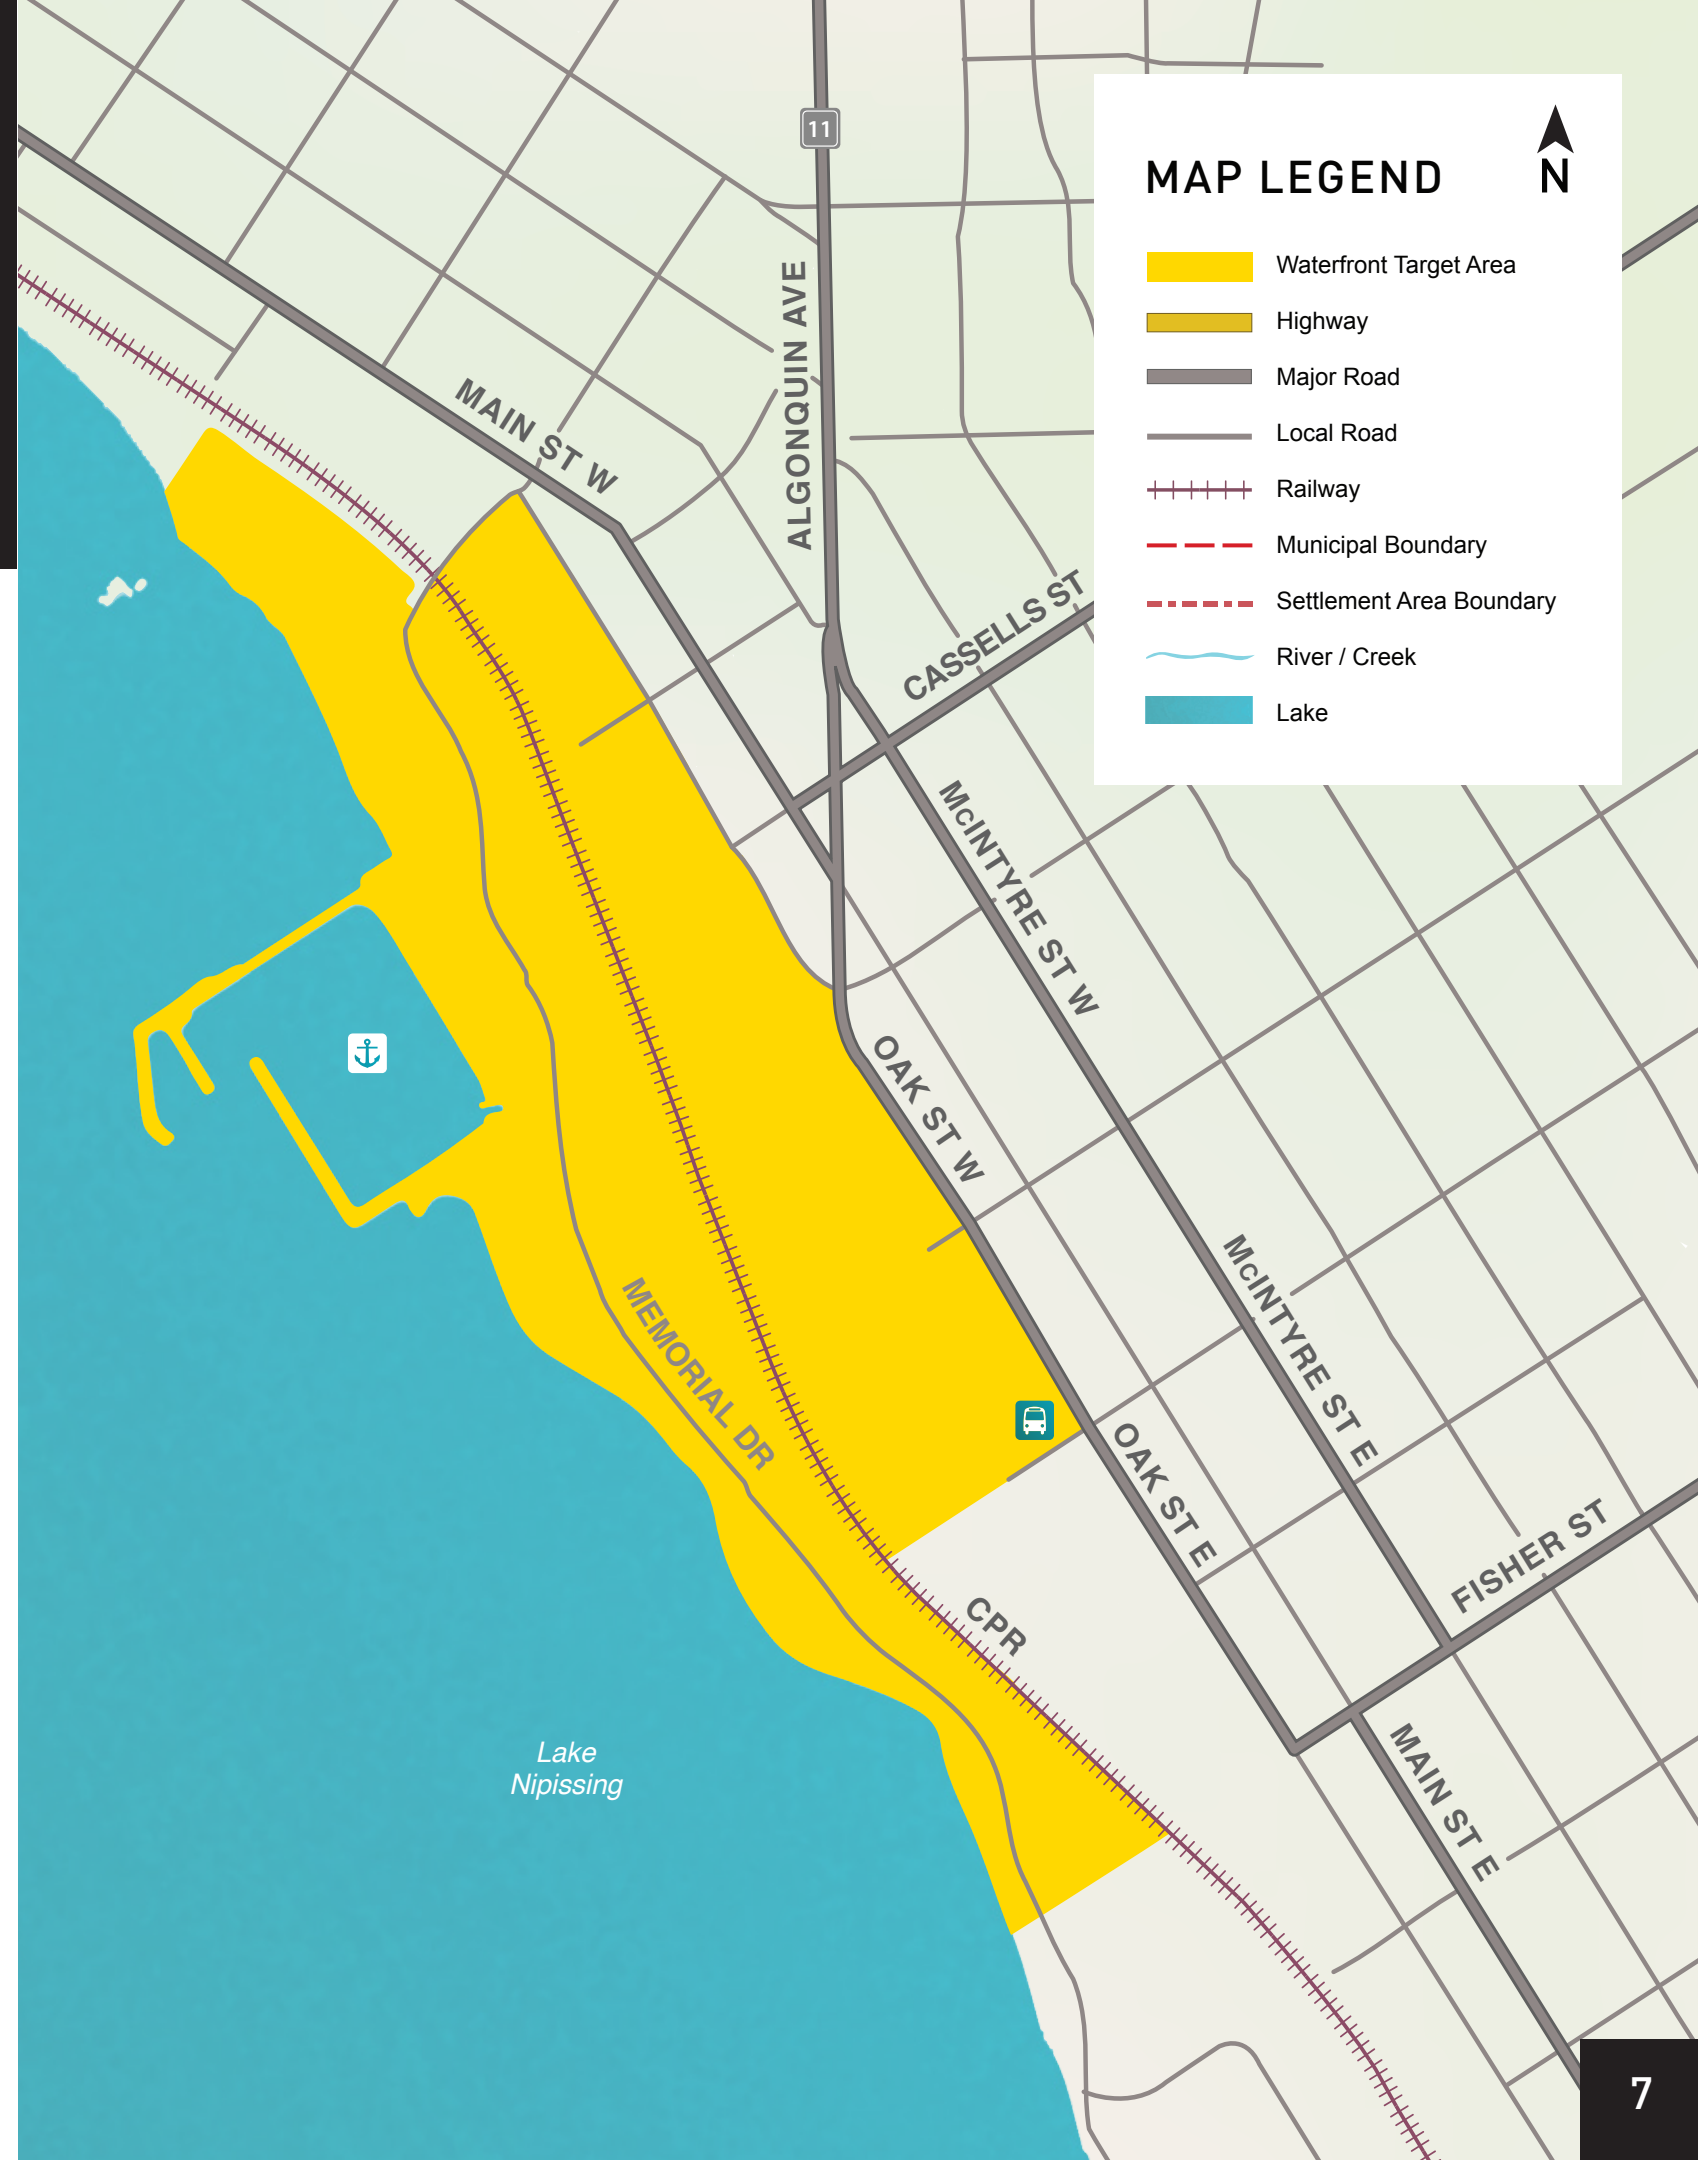 11
MAP LEGEND
N
Waterfront Target Area
Highway
Major Road
Local Road
Railway
Municipal Boundary
Settlement Area Boundary
River / Creek
Lake
ALGONQUIN AVE
MAIN ST W
CASSELLS ST
McINTYRE ST W
OAK ST W
McINTYRE ST E
MEMORIAL DR
OAK ST E
FISHER ST
CPR
MAIN ST E
Lake
Nipissing
7